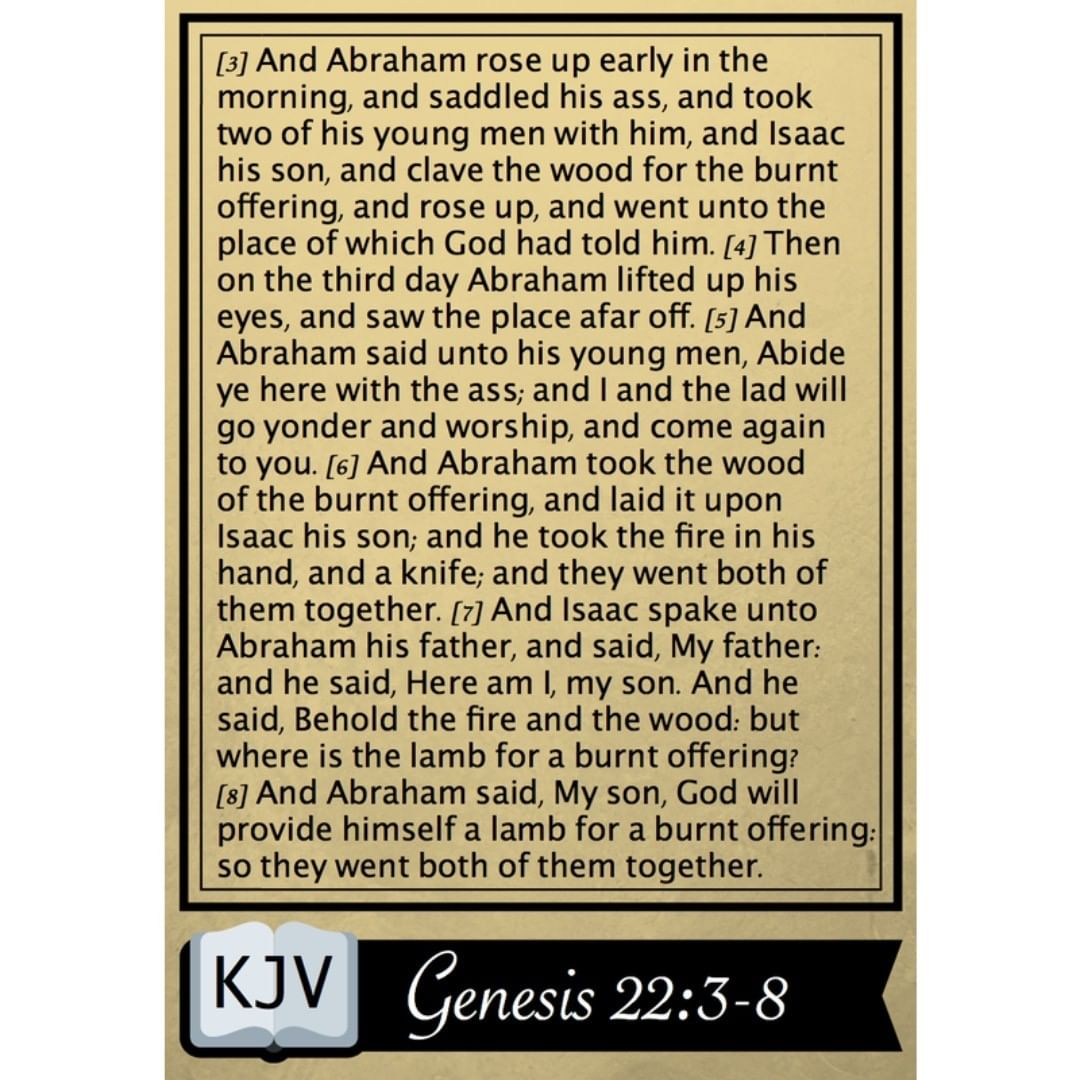 [3] And Abraham rose up early in the
morning, and saddled his ass, and took
two of his young men with him, and Isaac
his son, and clave the wood for the burnt
offering, and rose up, and went unto the
place of which God had told him. [4] Then
on the third day Abraham lifted up his
eyes, and saw the place afar off. [5] And
Abraham said unto his young men, Abide
ye here with the ass; and I and the lad will
go yonder and worship, and come again
to you. [6] And Abraham took the wood
of the burnt offering, and laid it upon
Isaac his son; and he took the fire in his
hand, and a knife; and they went both of
them together. [7] And Isaac spake unto
Abraham his father, and said, My father:
and he said, Here am I, my son. And he
said, Behold the fire and the wood: but
where is the lamb for a burnt offering?
[8] And Abraham said, My son, God will
provide himself a lamb for a burnt offering:
so they went both of them together.
KJV
Genesis 22:3-8